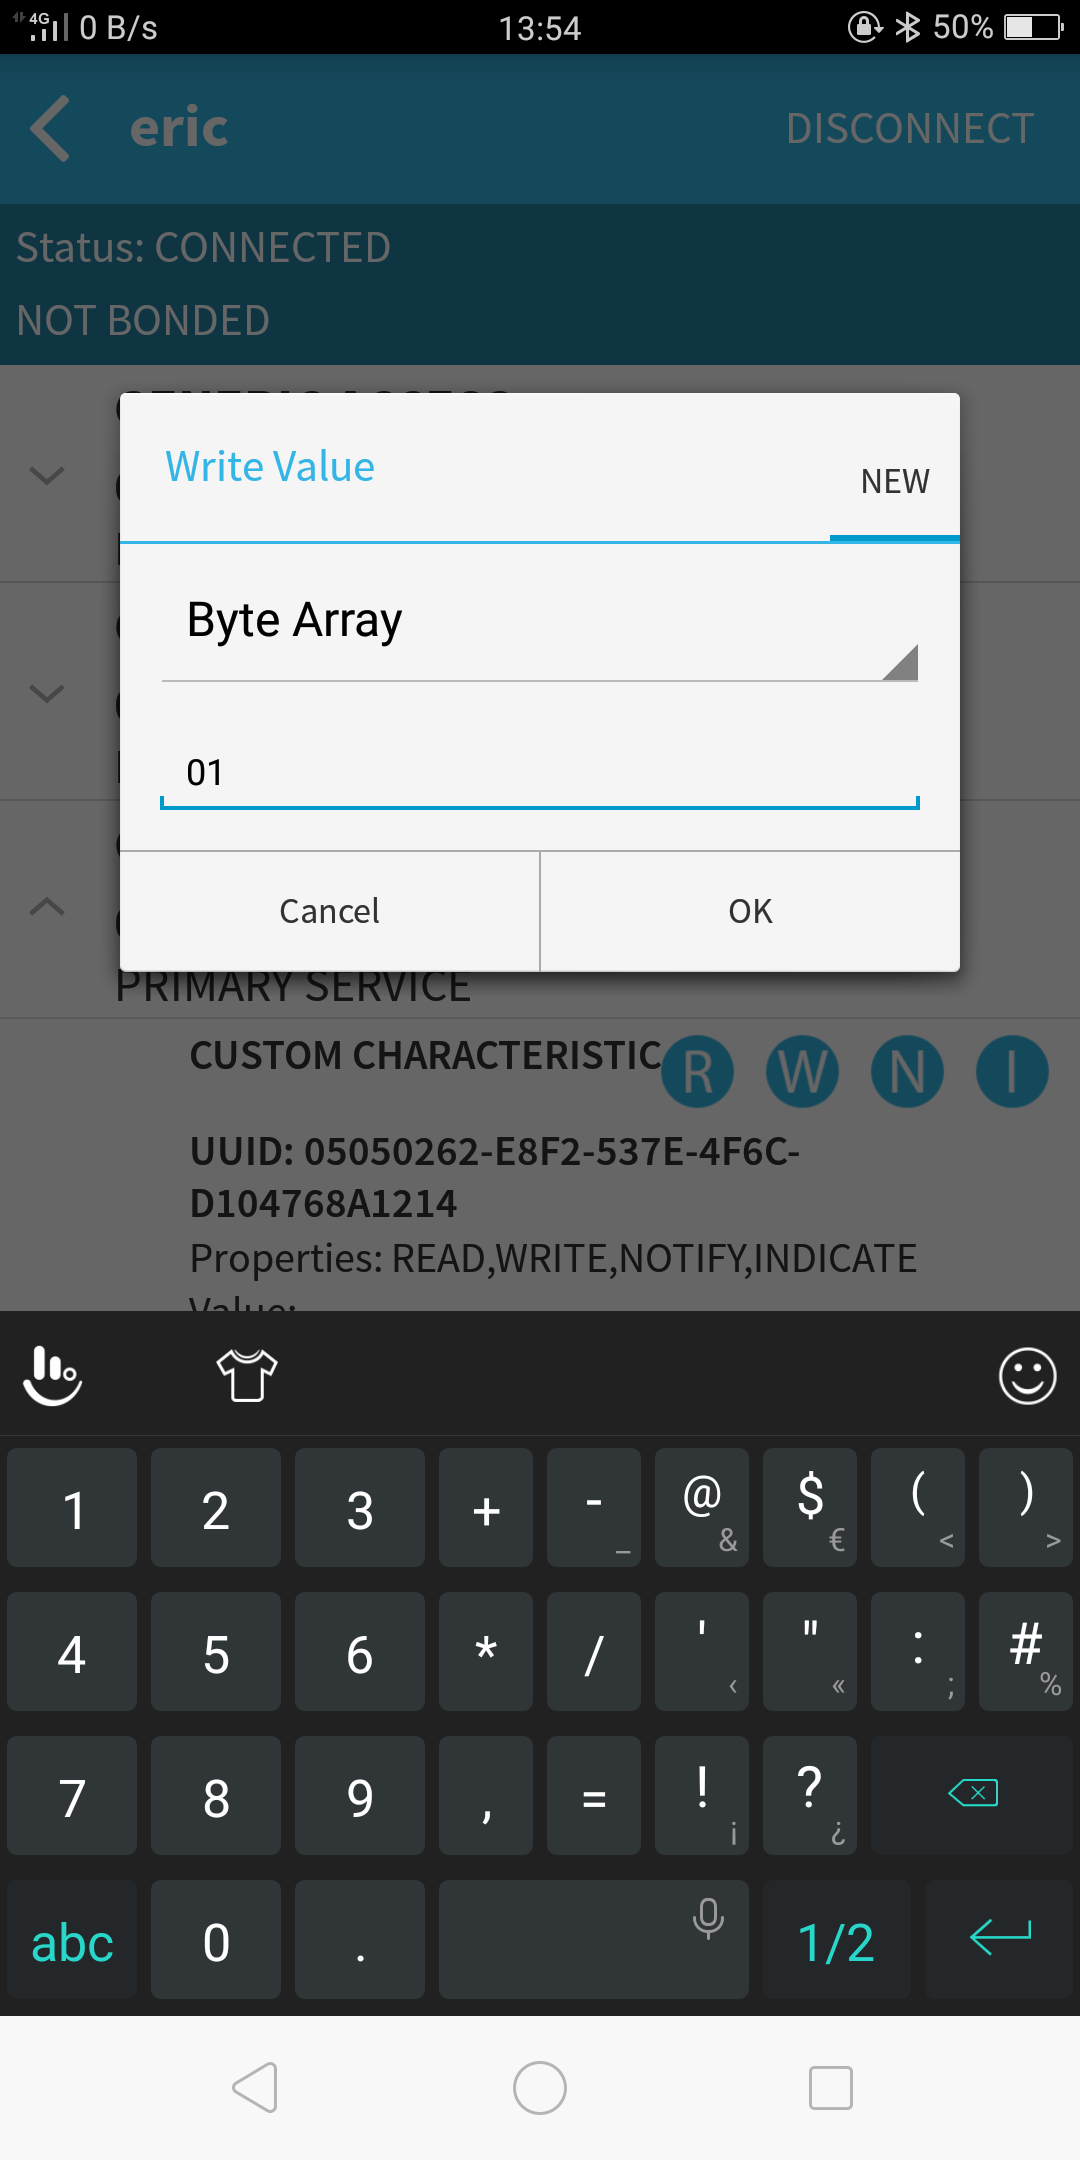 4G 0 B/s 13:54 50%
eric DISCONNECT
Status: CONNECTED
NOT BONDED
Write Value
NEW
Byte Array
01
Cancel OK
PRIMARY SERVICE
CUSTOM CHARACTERISTIC R W N I
UUID: 05050262-E8F2-537E-4F6C-
D104768A1214
Properties: READ,WRITE,NOTIFY,INDICATE
Value:
1 2 3 + - _ @ & $ € ( < ) >
4 5 6 * / ' ‹ " « : ; # %
7 8 9 , = ! ¡ ? ¿
abc 0 . 1/2